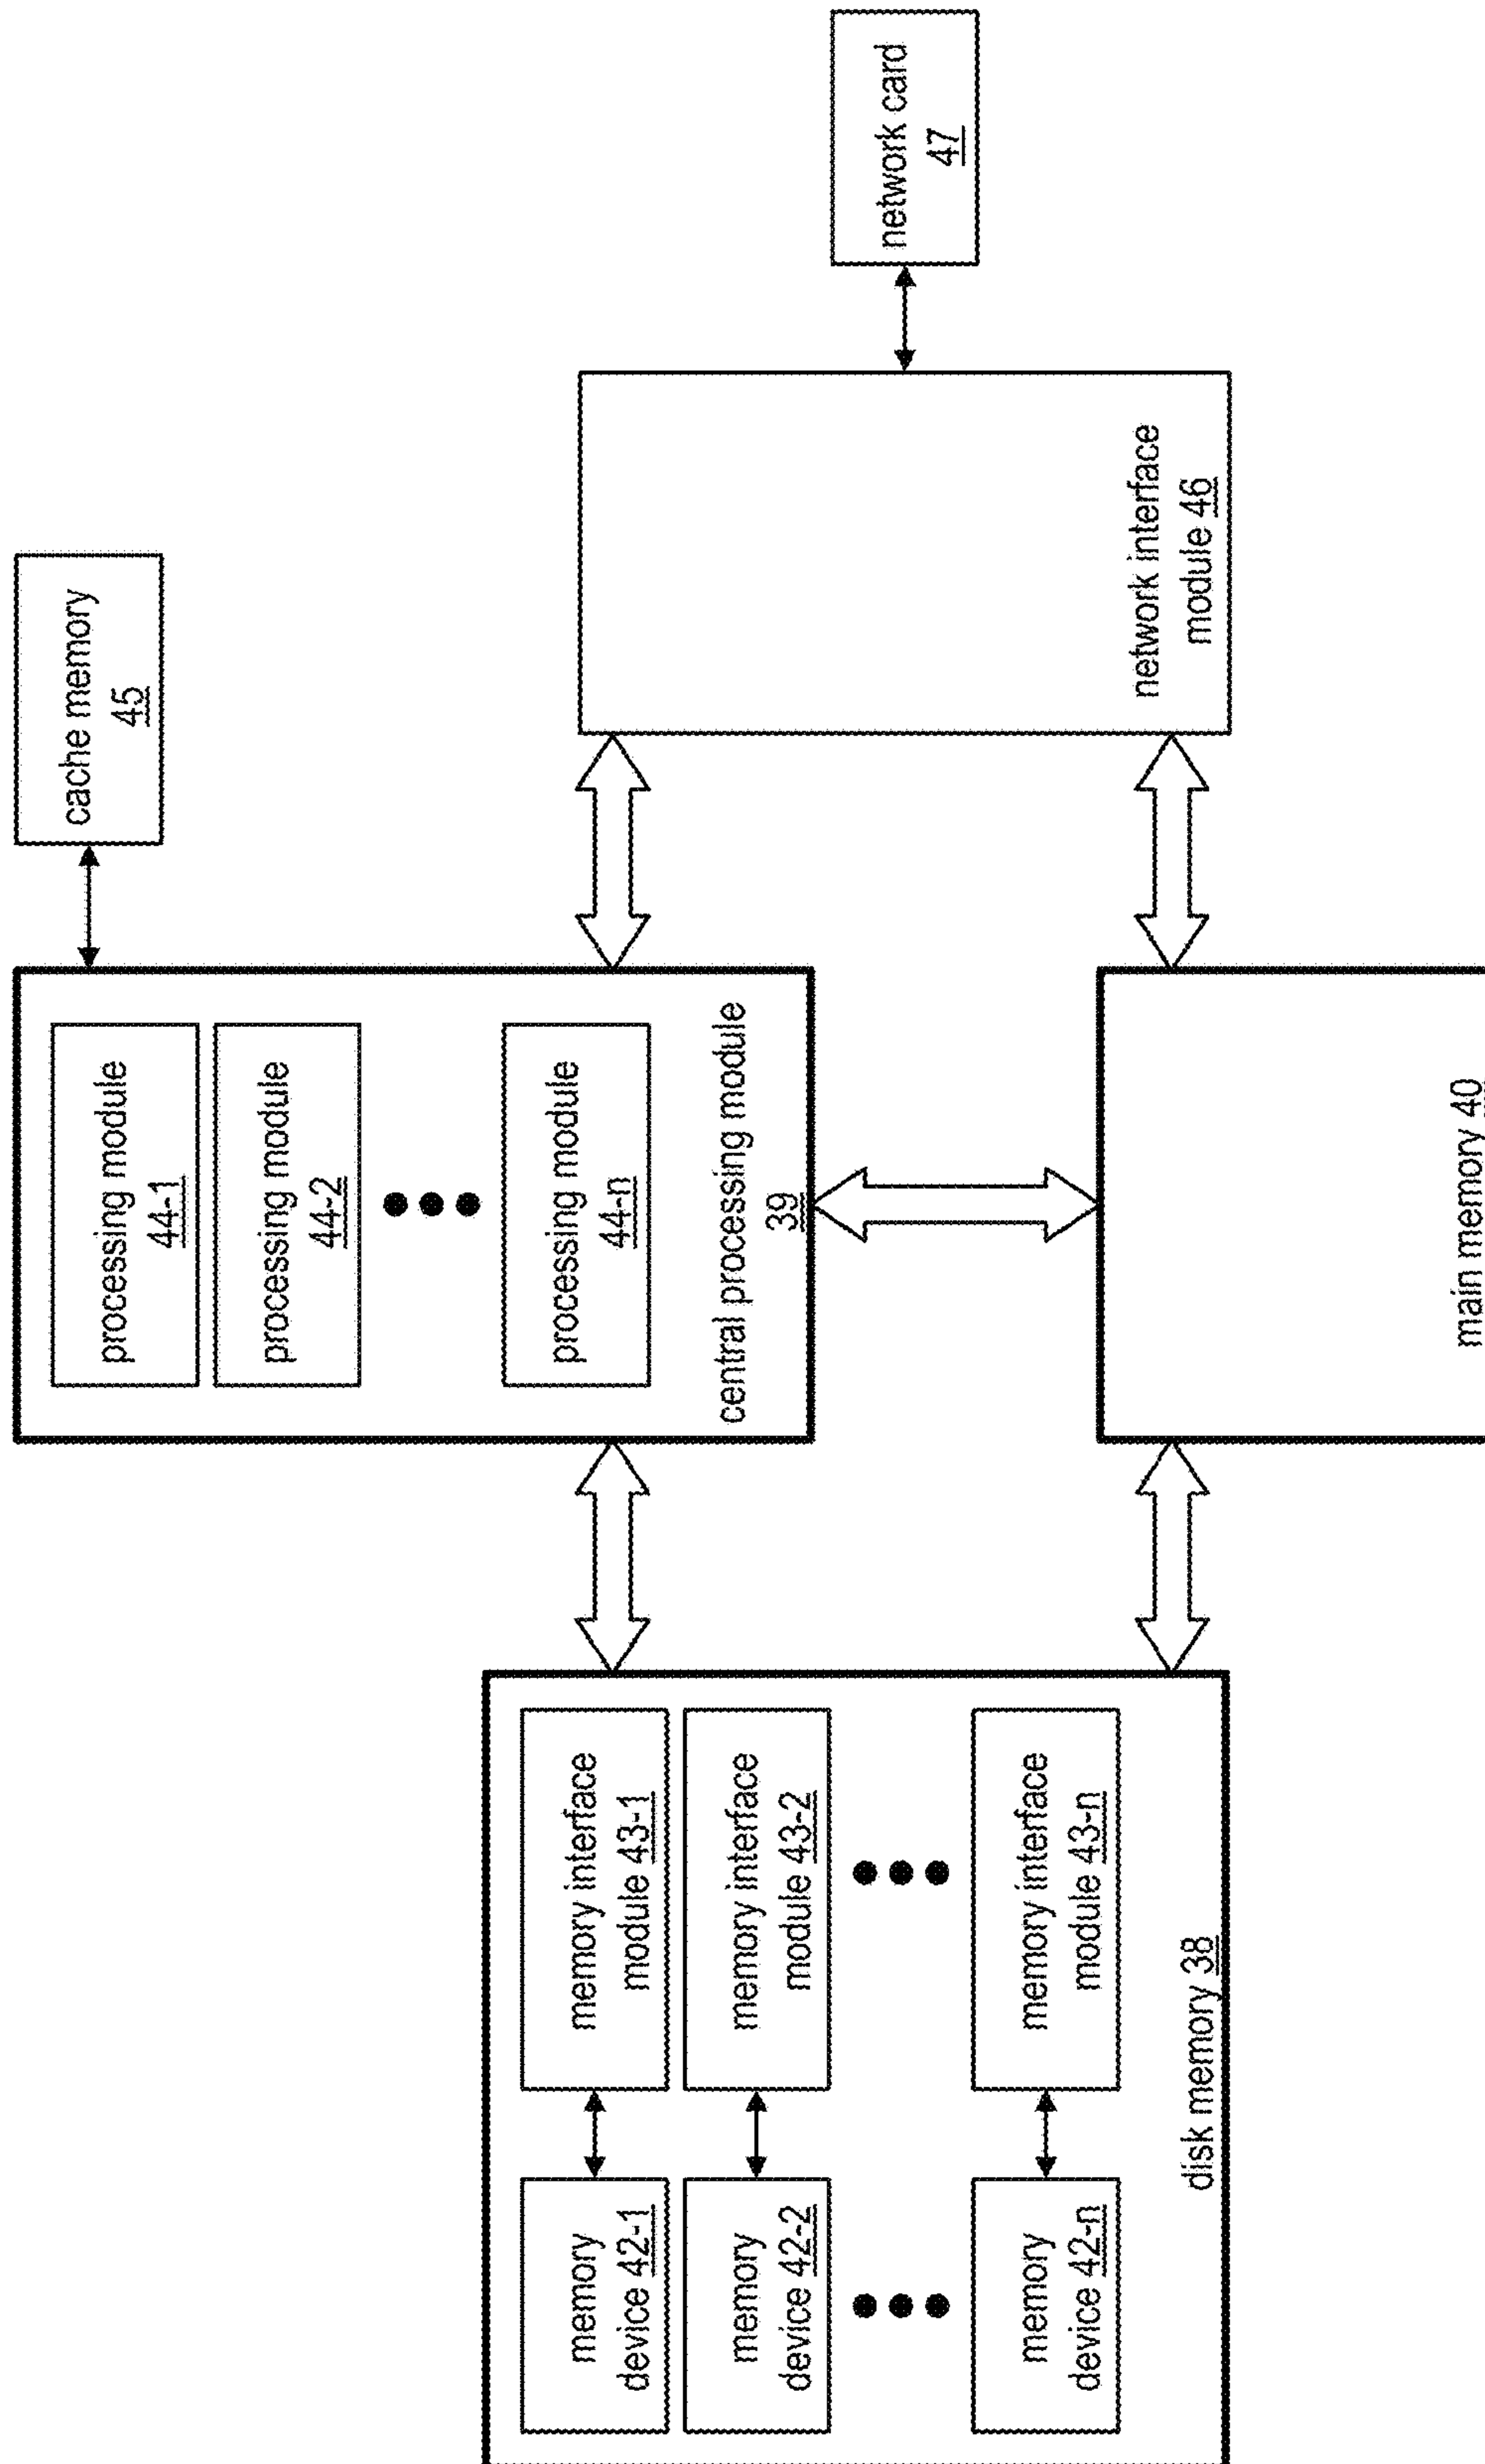 memory
device 42-1
memory interface
module 43-1
memory
device 42-2
memory interface
module 43-2
memory
device 42-n
memory interface
module 43-n
disk memory 38
processing module
44-1
processing module
44-2
processing module
44-n
central processing module
39
main memory 40
cache memory
45
network interface
module 46
network card
47